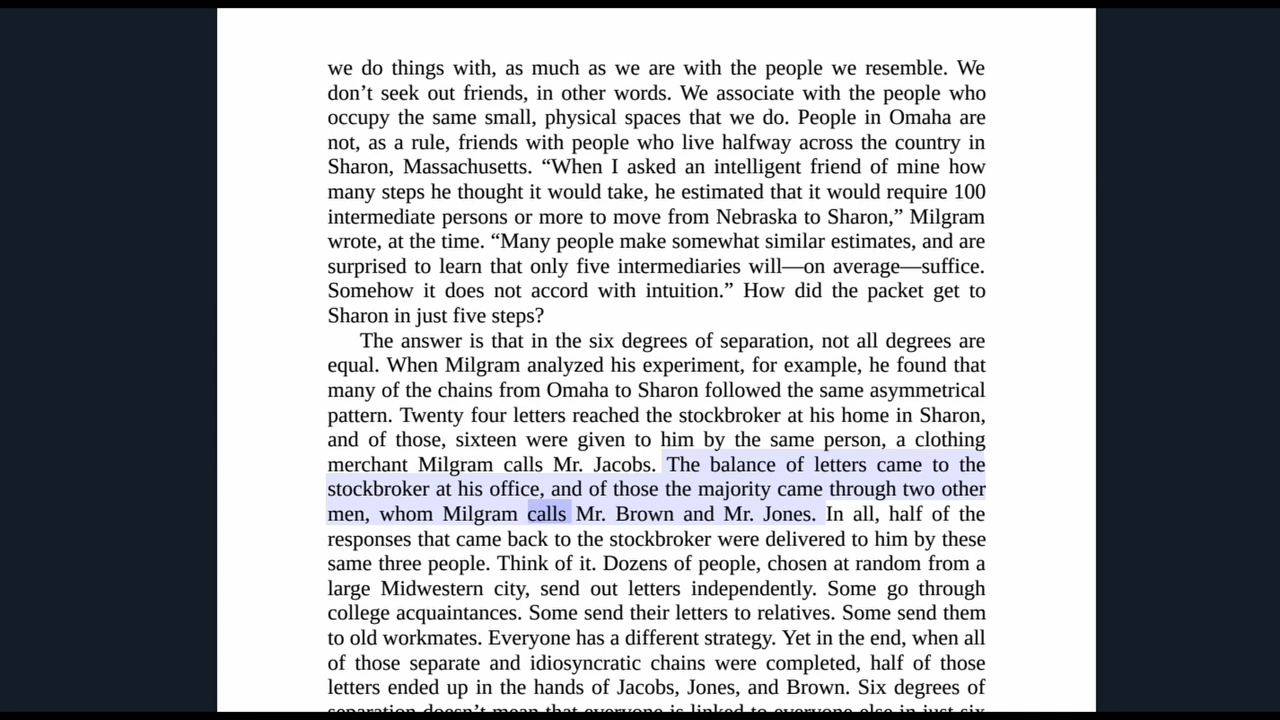 we do things with, as much as we are with the people we resemble. We
don’t seek out friends, in other words. We associate with the people who
occupy the same small, physical spaces that we do. People in Omaha are
not, as a rule, friends with people who live halfway across the country in
Sharon, Massachusetts. “When I asked an intelligent friend of mine how
many steps he thought it would take, he estimated that it would require 100
intermediate persons or more to move from Nebraska to Sharon,” Milgram
wrote, at the time. “Many people make somewhat similar estimates, and are
surprised to learn that only five intermediaries will—on average—suffice.
Somehow it does not accord with intuition.” How did the packet get to
Sharon in just five steps?
The answer is that in the six degrees of separation, not all degrees are
equal. When Milgram analyzed his experiment, for example, he found that
many of the chains from Omaha to Sharon followed the same asymmetrical
pattern. Twenty four letters reached the stockbroker at his home in Sharon,
and of those, sixteen were given to him by the same person, a clothing
merchant Milgram calls Mr. Jacobs. The balance of letters came to the
stockbroker at his office, and of those the majority came through two other
men, whom Milgram calls Mr. Brown and Mr. Jones. In all, half of the
responses that came back to the stockbroker were delivered to him by these
same three people. Think of it. Dozens of people, chosen at random from a
large Midwestern city, send out letters independently. Some go through
college acquaintances. Some send their letters to relatives. Some send them
to old workmates. Everyone has a different strategy. Yet in the end, when all
of those separate and idiosyncratic chains were completed, half of those
letters ended up in the hands of Jacobs, Jones, and Brown. Six degrees of
separation doesn’t mean that everyone is linked to everyone else in just six